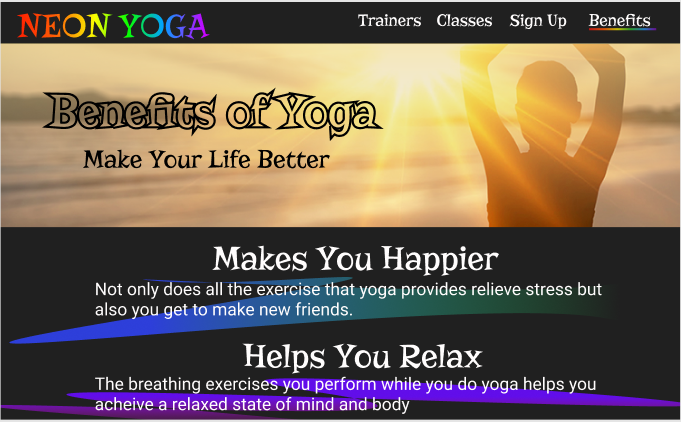 NEON YOGA
Trainers Classes Sign Up Benefits
Benefits of Yoga
Make Your Life Better
Makes You Happier
Not only does all the exercise that yoga provides relieve stress but
also you get to make new friends.
Helps You Relax
The breathing exercises you perform while you do yoga helps you
acheive a relaxed state of mind and body